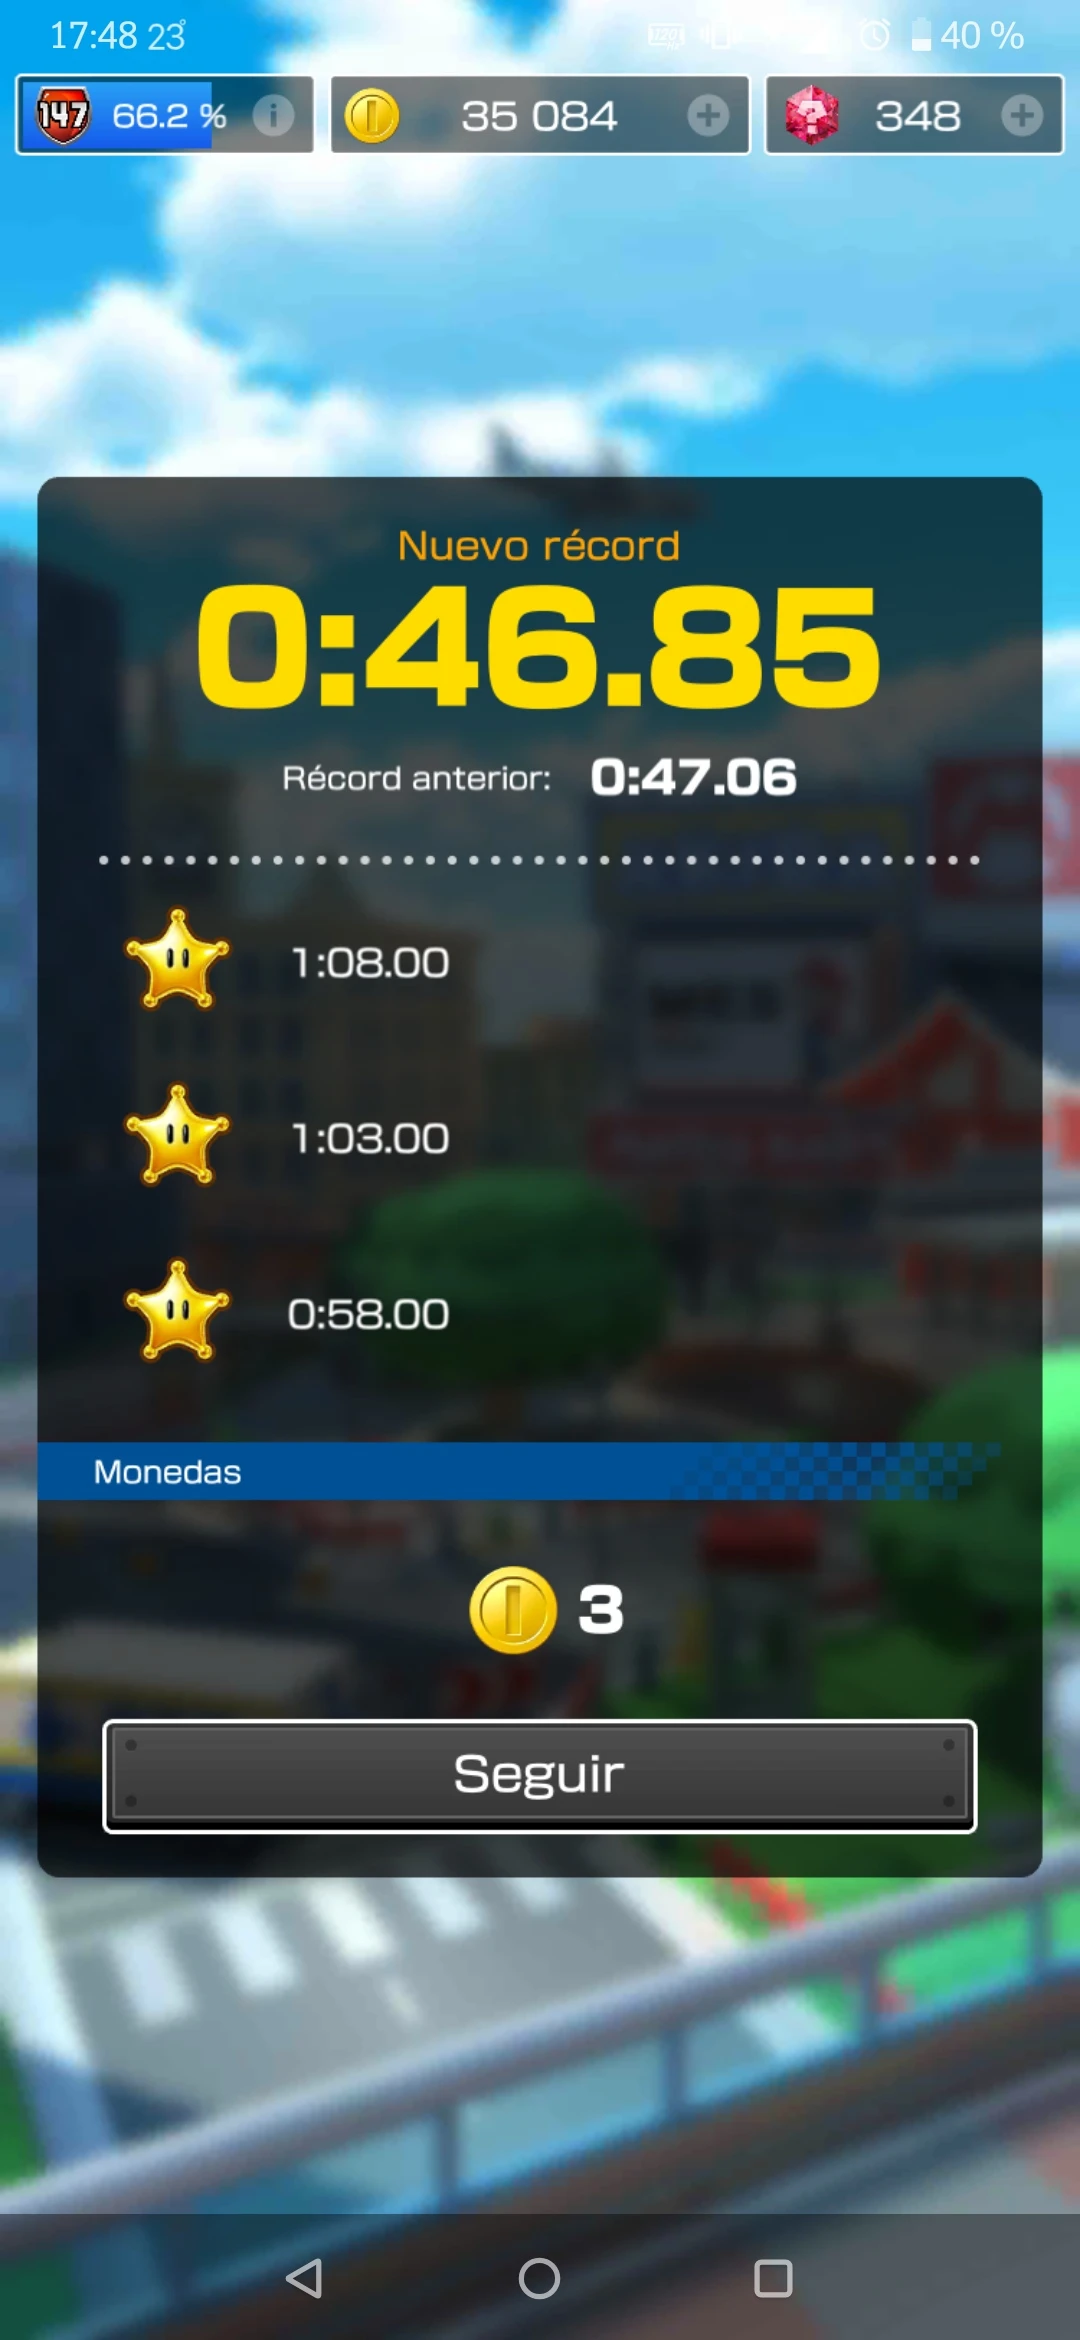 17:48 23° 40 %
147 66.2 % i 35 084 + ? 348 +
Nuevo récord
0:46.85
Récord anterior: 0:47.06
1:08.00
1:03.00
0:58.00
Monedas
3
Seguir